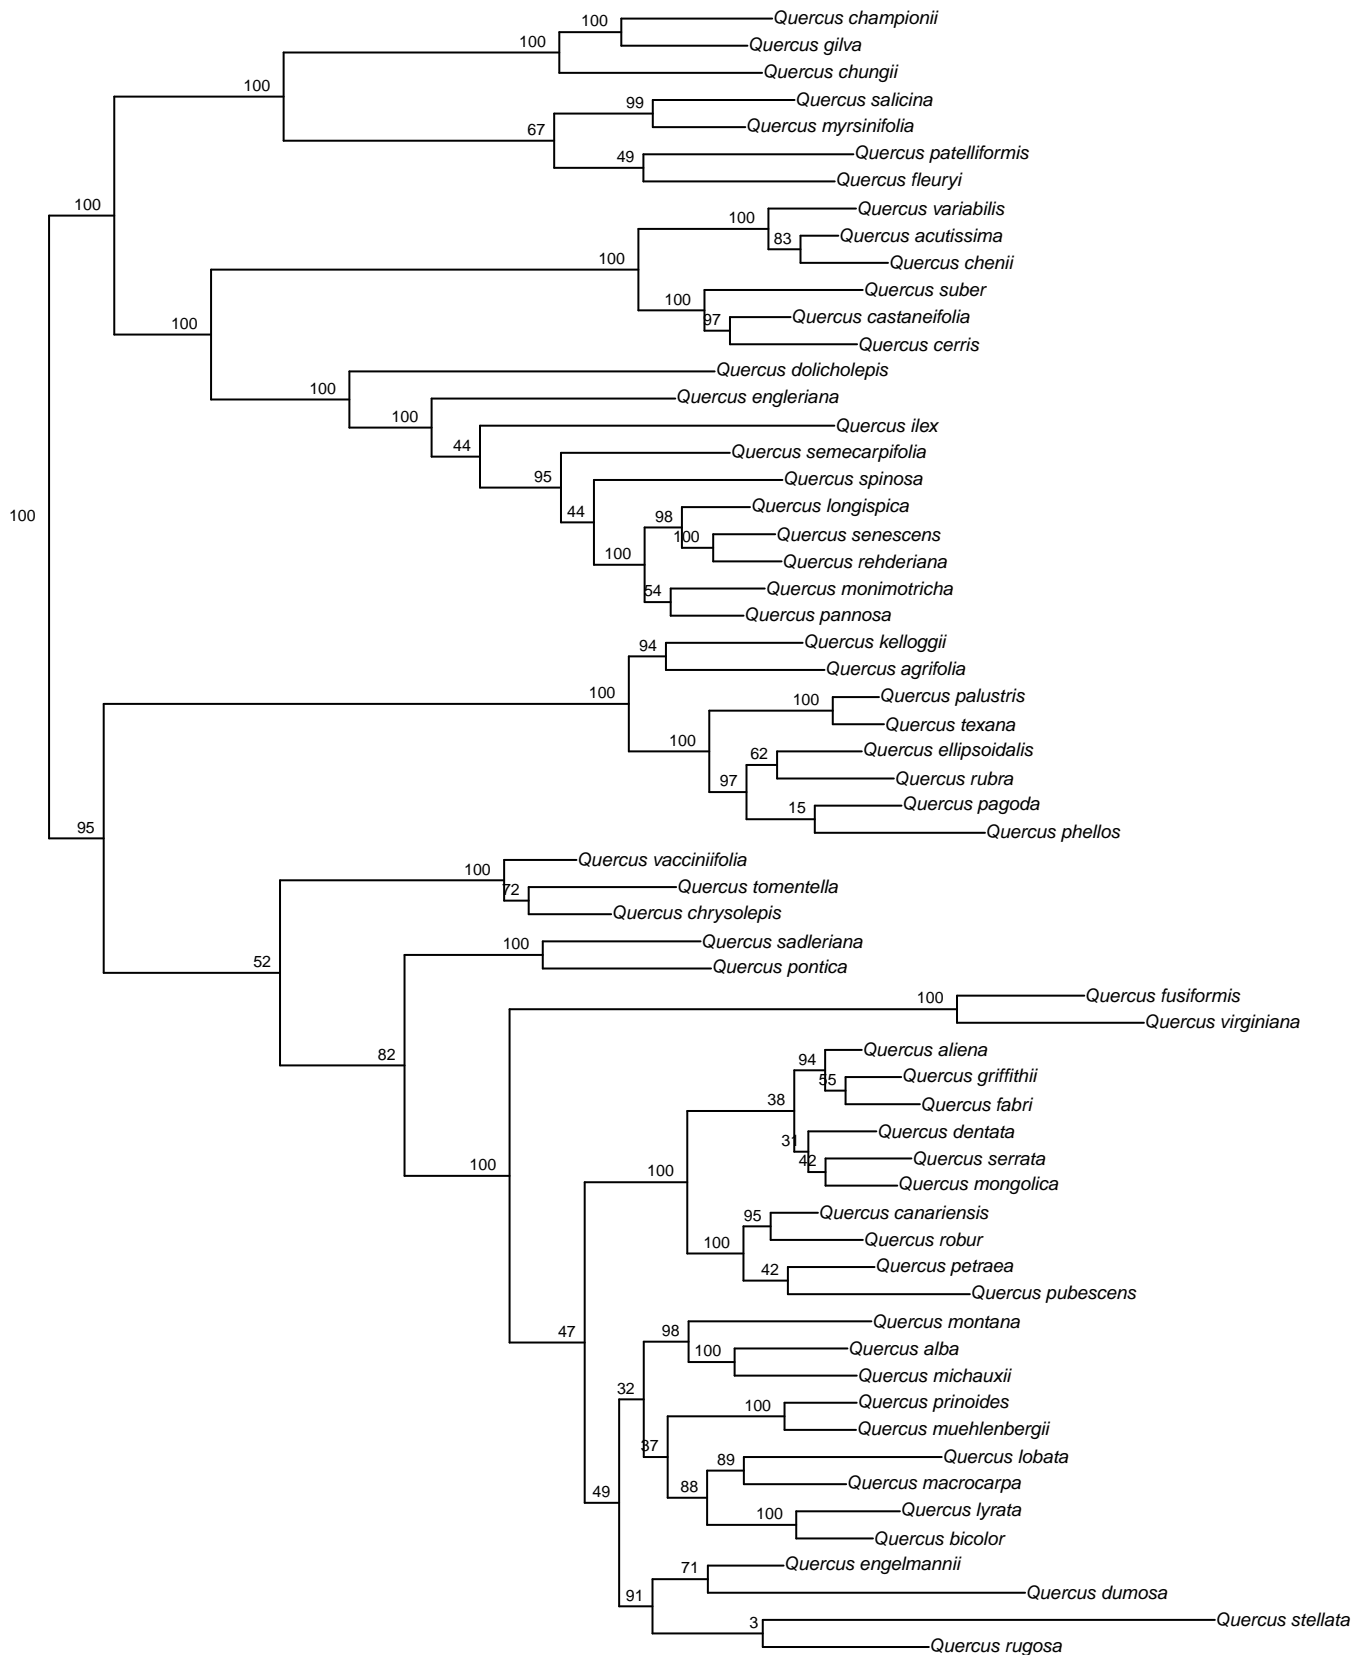 100 Quercus championii
100 Quercus gilva
Quercus chungii
100
99 Quercus salicina
67 Quercus myrsinifolia
49 Quercus patelliformis
Quercus fleuryi
100
100 Quercus variabilis
83 Quercus acutissima
100 Quercus chenii
100 Quercus suber
97 Quercus castaneifolia
100 Quercus cerris
Quercus dolicholepis
100
100 Quercus engleriana
44 Quercus ilex
95 Quercus semecarpifolia
44 Quercus spinosa
98 Quercus longispica
100 Quercus senescens
100 Quercus rehderiana
54 Quercus monimotricha
Quercus pannosa
100
94 Quercus kelloggii
100 Quercus agrifolia
100 Quercus palustris
100 Quercus texana
62 Quercus ellipsoidalis
97 Quercus rubra
15 Quercus pagoda
Quercus phellos
95
100 Quercus vacciniifolia
72 Quercus tomentella
Quercus chrysolepis
100 Quercus sadleriana
52 Quercus pontica
100 Quercus fusiformis
Quercus virginiana
82
94 Quercus aliena
55 Quercus griffithii
38 Quercus fabri
31 Quercus dentata
42 Quercus serrata
100 100 Quercus mongolica
95 Quercus canariensis
100 Quercus robur
42 Quercus petraea
Quercus pubescens
47 98 Quercus montana
100 Quercus alba
Quercus michauxii
32
100 Quercus prinoides
37 Quercus muehlenbergii
89 Quercus lobata
88 Quercus macrocarpa
49
100 Quercus lyrata
Quercus bicolor
71 Quercus engelmannii
91 Quercus dumosa
3 Quercus stellata
Quercus rugosa